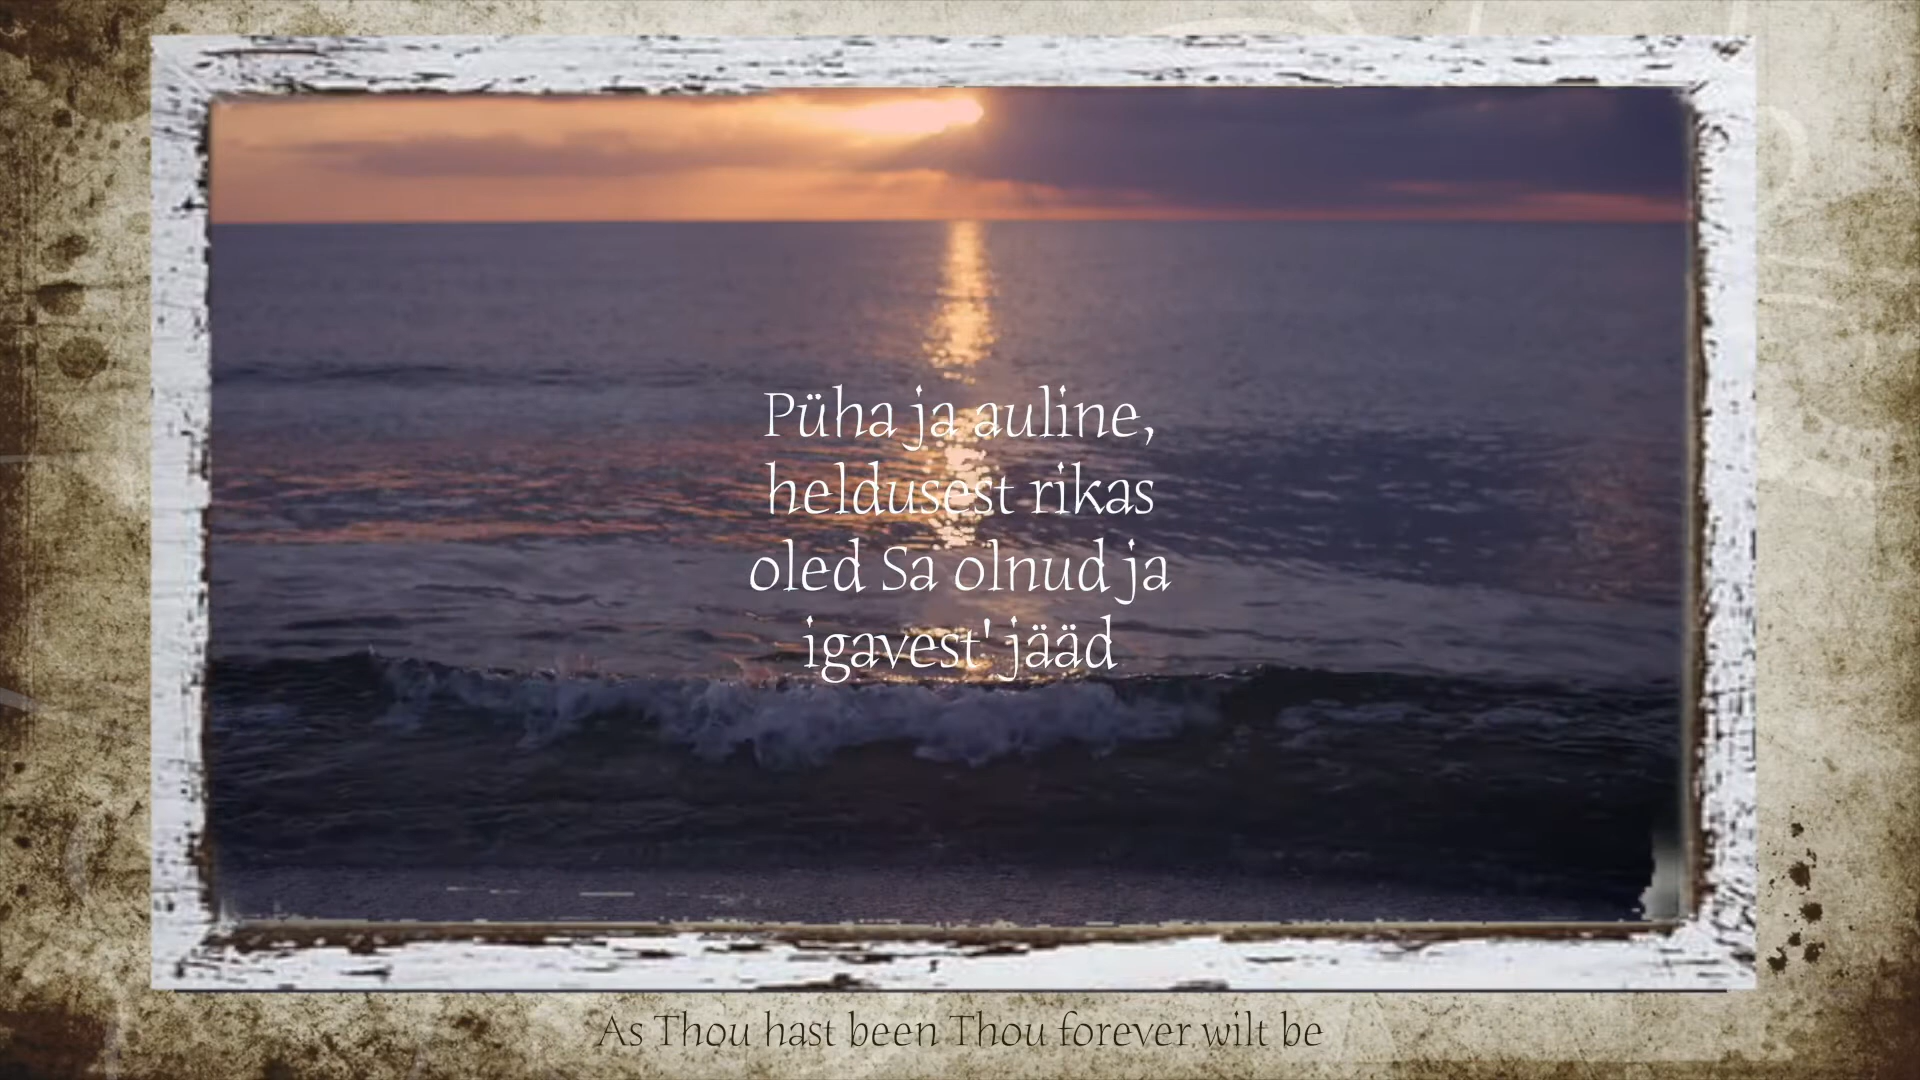 Püha ja auline,
heldusest rikas
oled Sa olnud ja
igavest' jääd
As Thou hast been Thou forever wilt be